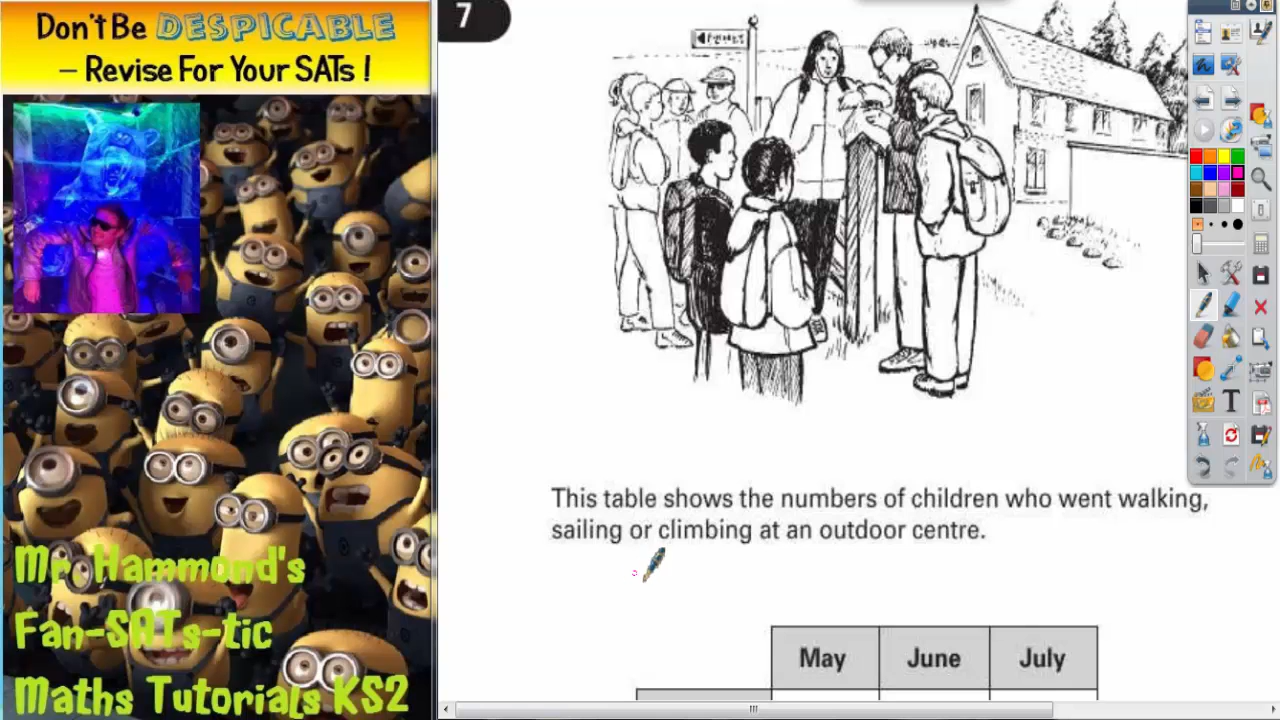 Don't Be DESPICABLE
– Revise For Your SATs !
Mr. Hammond's
Fan-SATs-tic
Maths Tutorials KS2
7
This table shows the numbers of children who went walking,
sailing or climbing at an outdoor centre.
May June July